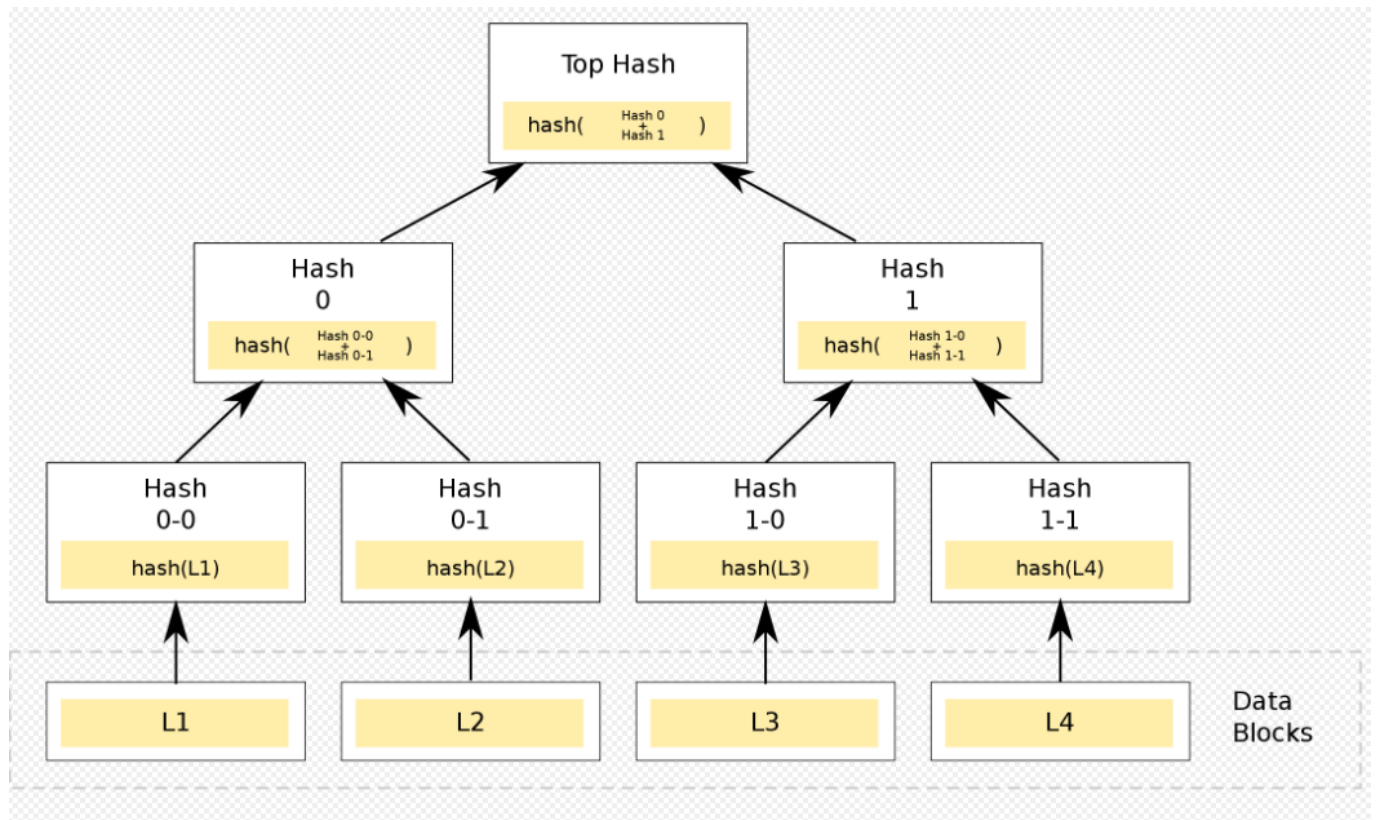 Top Hash
hash( Hash 0 + Hash 1 )
Hash
0
hash( Hash 0-0 + Hash 0-1 )
Hash
1
hash( Hash 1-0 + Hash 1-1 )
Hash
0-0
hash(L1)
Hash
0-1
hash(L2)
Hash
1-0
hash(L3)
Hash
1-1
hash(L4)
L1
L2
L3
L4
Data
Blocks